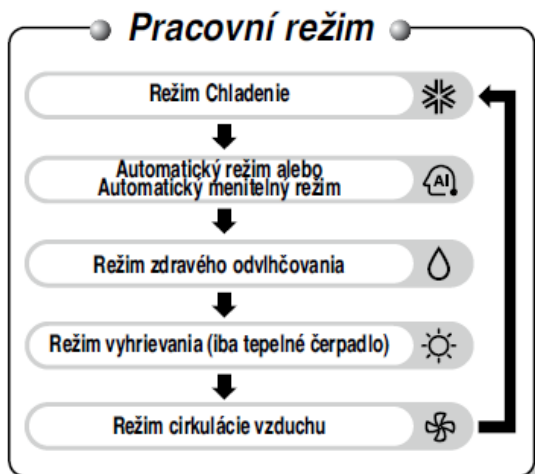 Pracovní režim
Režim Chladenie
Automatický režim alebo
Automatický menitelný režim
AI
Režim zdravého odvlhčovania
Režim vyhrievania (iba tepelné čerpadlo)
Režim cirkulácie vzduchu